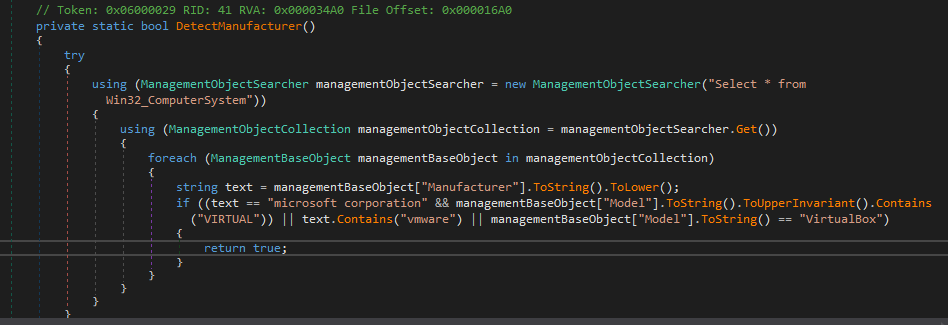 // Token: 0x06000029 RID: 41 RVA: 0x000034A0 File Offset: 0x000016A0
private static bool DetectManufacturer()
{
try
{
using (ManagementObjectSearcher managementObjectSearcher = new ManagementObjectSearcher("Select * from
Win32_ComputerSystem"))
{
using (ManagementObjectCollection managementObjectCollection = managementObjectSearcher.Get())
{
foreach (ManagementBaseObject managementBaseObject in managementObjectCollection)
{
string text = managementBaseObject["Manufacturer"].ToString().ToLower();
if ((text == "microsoft corporation" && managementBaseObject["Model"].ToString().ToUpperInvariant().Contains
("VIRTUAL")) || text.Contains("vmware") || managementBaseObject["Model"].ToString() == "VirtualBox")
{
return true;
}
}
}
}
}